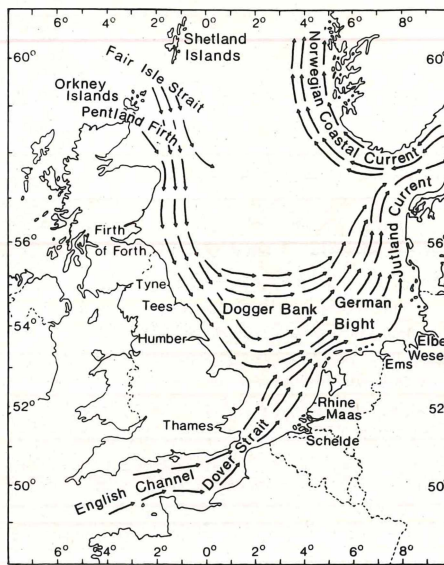 6° 4° 2° 0° 2° 4° 6° 8°
Shetland
Islands
Fair Isle Strait
Orkney
Islands
Pentland Firth
60°
Norwegian Coastal Current
60°
58°
Jutland Current
Firth
of Forth
56°
56°
Tyne
Tees
Dogger Bank
German
Bight
54°
54°
Humber
Elbe
Wese
Ems
52°
52°
Rhine
Maas
Thames
Schelde
Dover Strait
English Channel
50°
50°
6° 4° 2° 0° 2° 4° 6° 8°